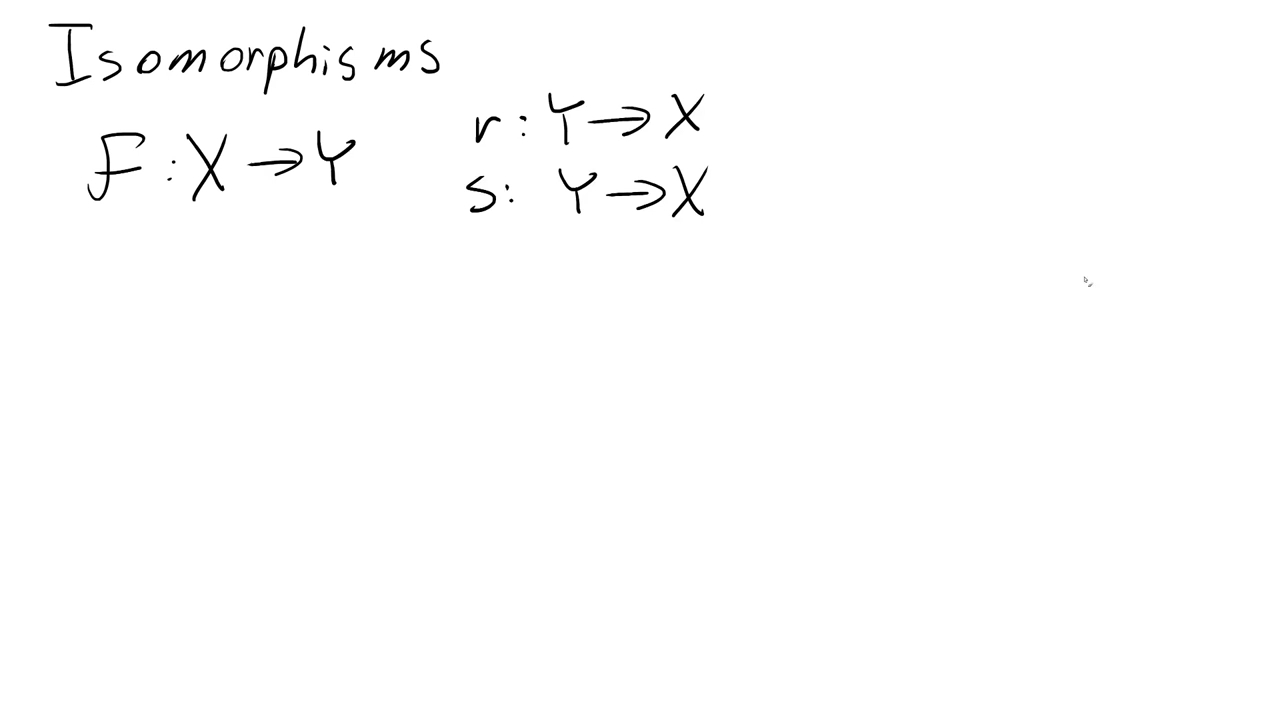 Isomorphisms
F : X → Y
r : Y → X
s : Y → X